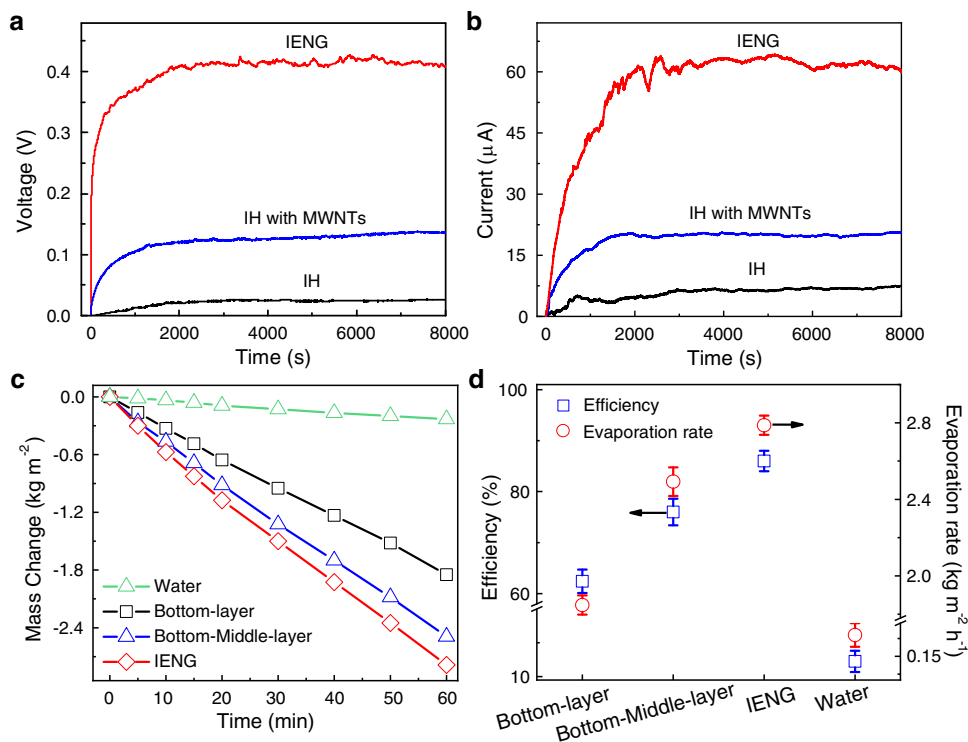 a
IENG
0.4
0.3
0.2
0.1
0.0
Voltage (V)
IH with MWNTs
IH
0 2000 4000 6000 8000
Time (s)
b
IENG
60
45
30
15
0
Current (μA)
IH with MWNTs
IH
0 2000 4000 6000 8000
Time (s)
c
0.0
-0.6
-1.2
-1.8
-2.4
Mass Change (kg m⁻²)
Water
Bottom-layer
Bottom-Middle-layer
IENG
0 10 20 30 40 50 60
Time (min)
d
100
80
60
10
Efficiency (%)
Efficiency
Evaporation rate
2.8
2.4
2.0
0.15
Evaporation rate (kg m⁻² h⁻¹)
Bottom-layer
Bottom-Middle-layer
IENG
Water